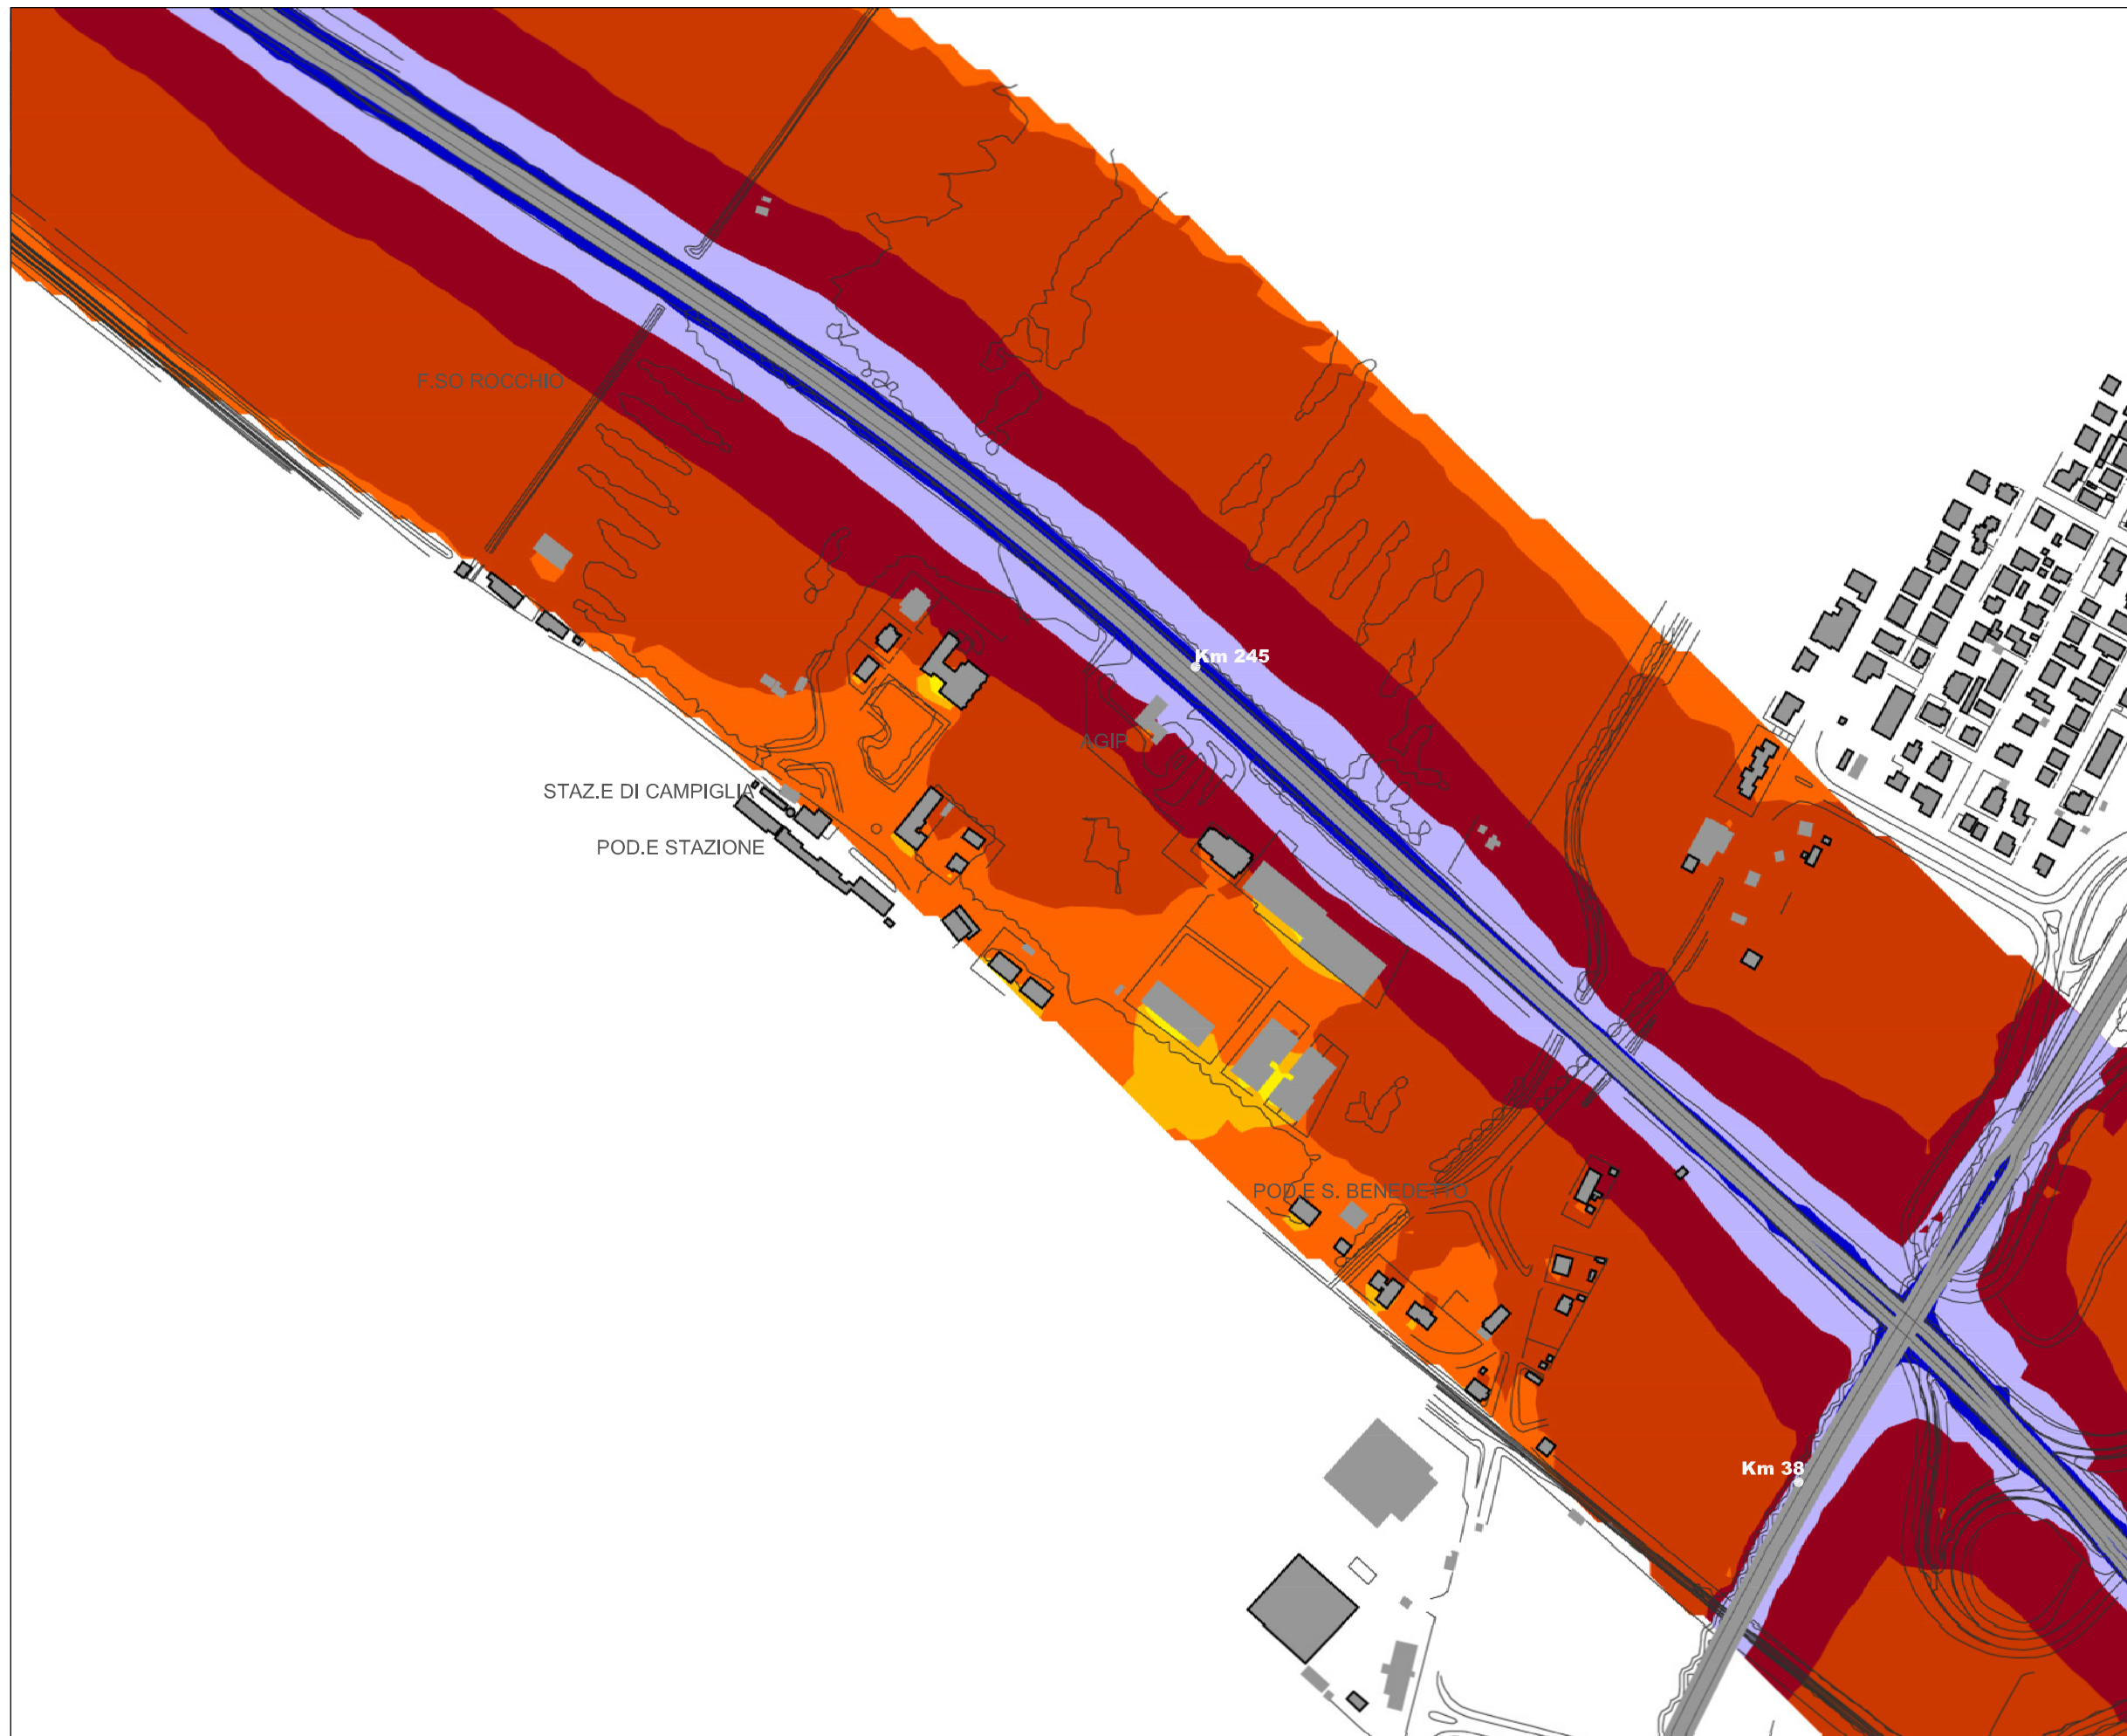 F.SO ROCCHIO
Km 245
AGIP
STAZ.E DI CAMPIGLIA
POD.E STAZIONE
POD.E S. BENEDETTO
Km 38